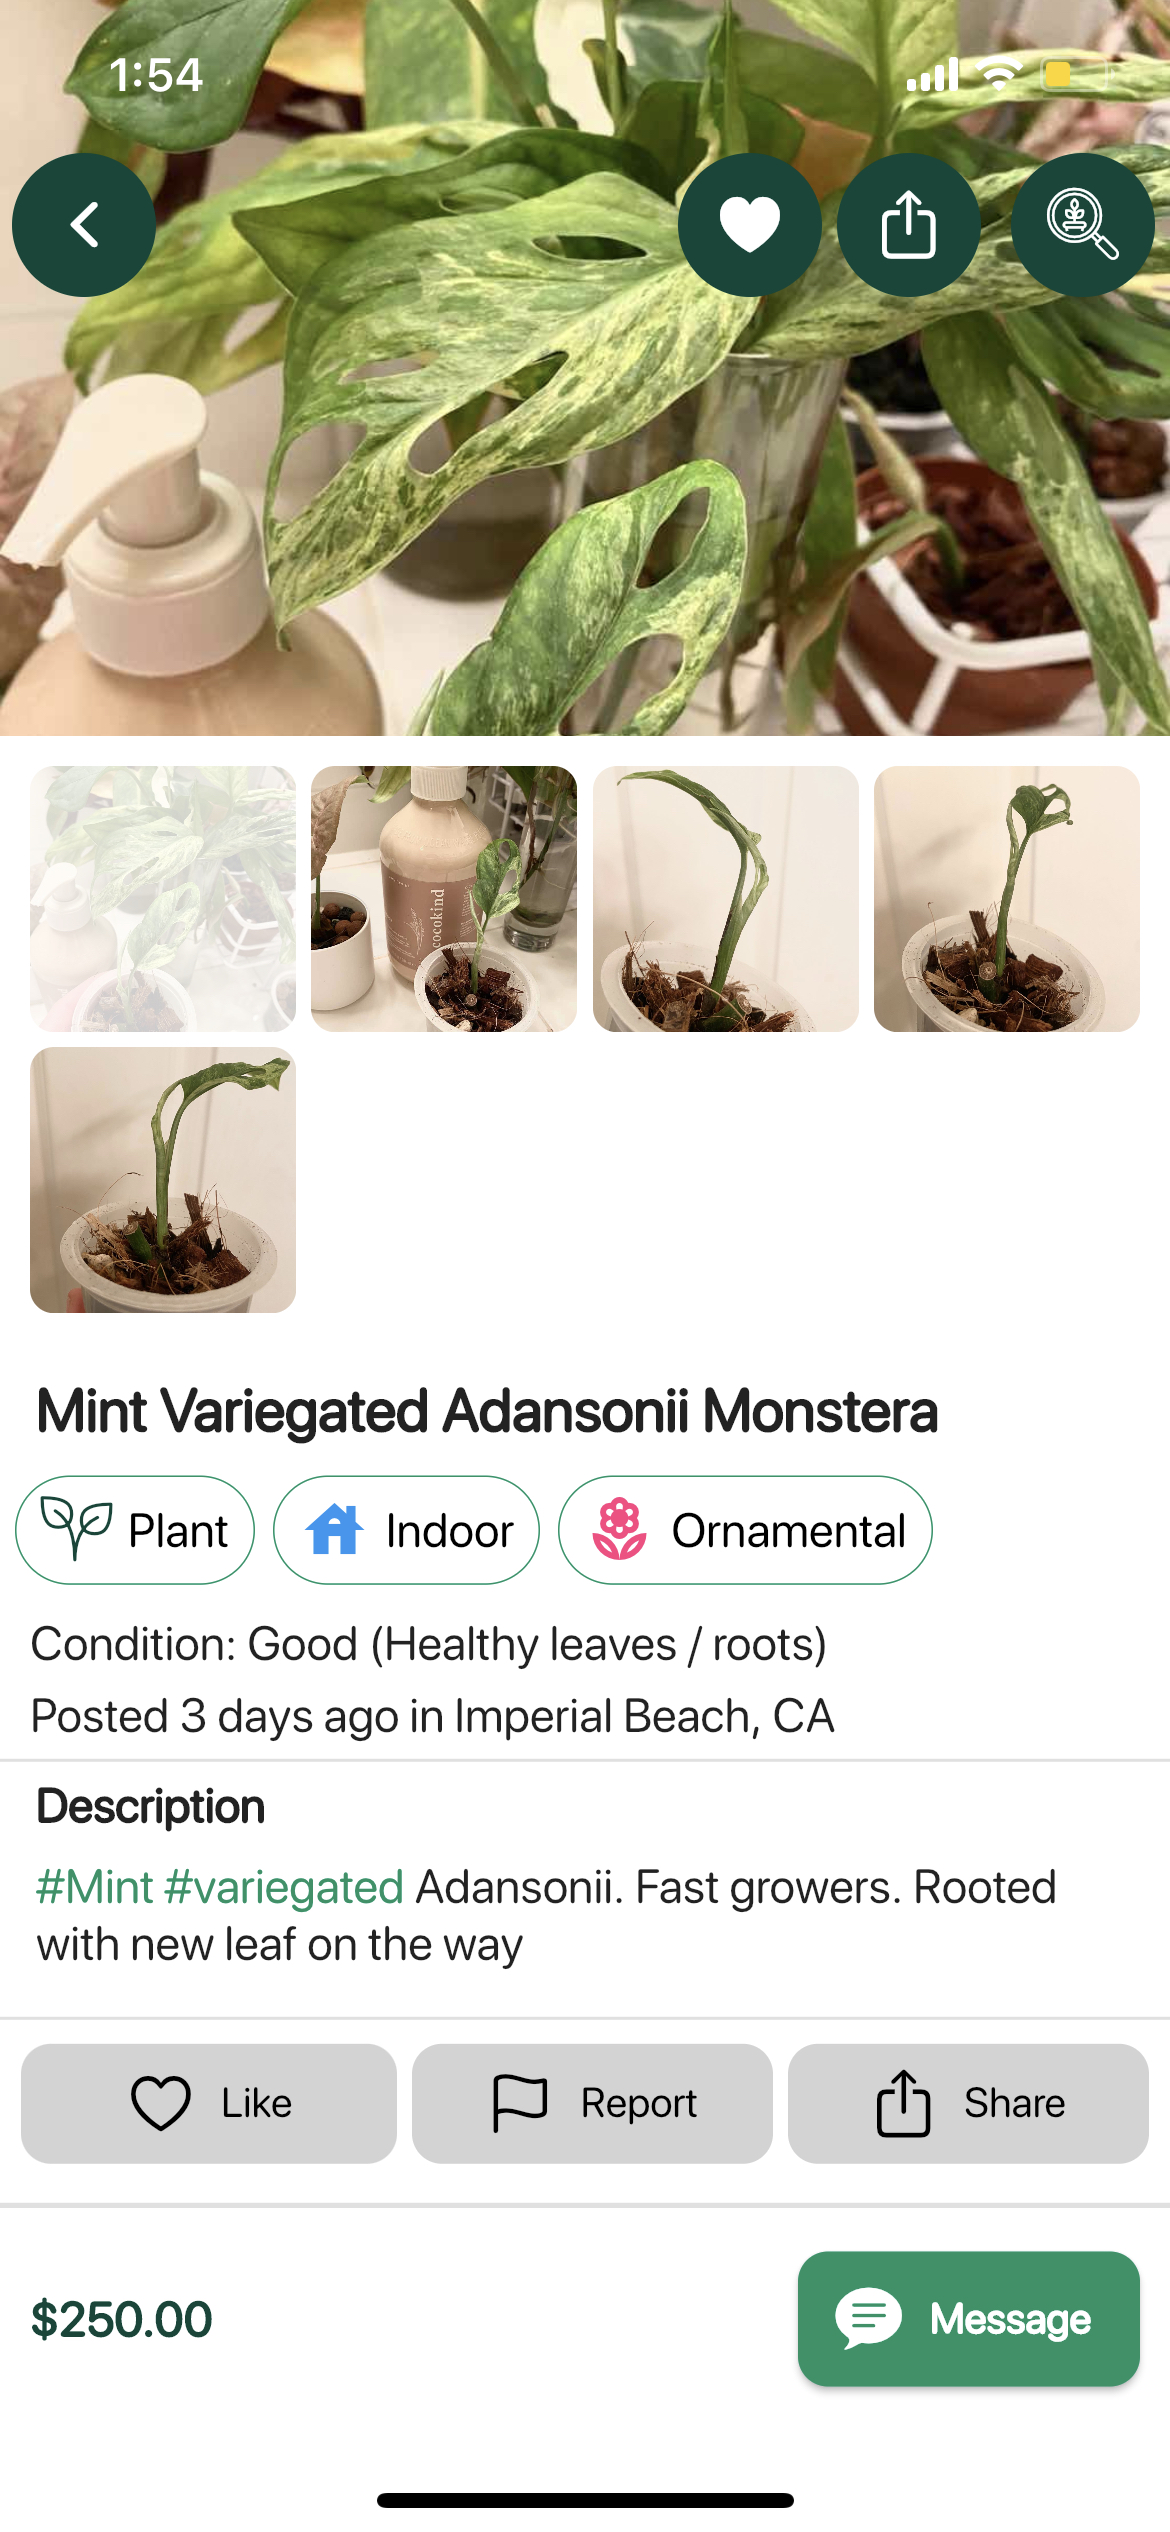 1:54
cocokind
Mint Variegated Adansonii Monstera
Plant
Indoor
Ornamental
Condition: Good (Healthy leaves / roots)
Posted 3 days ago in Imperial Beach, CA
Description
#Mint #variegated Adansonii. Fast growers. Rooted
with new leaf on the way
Like
Report
Share
$250.00
Message